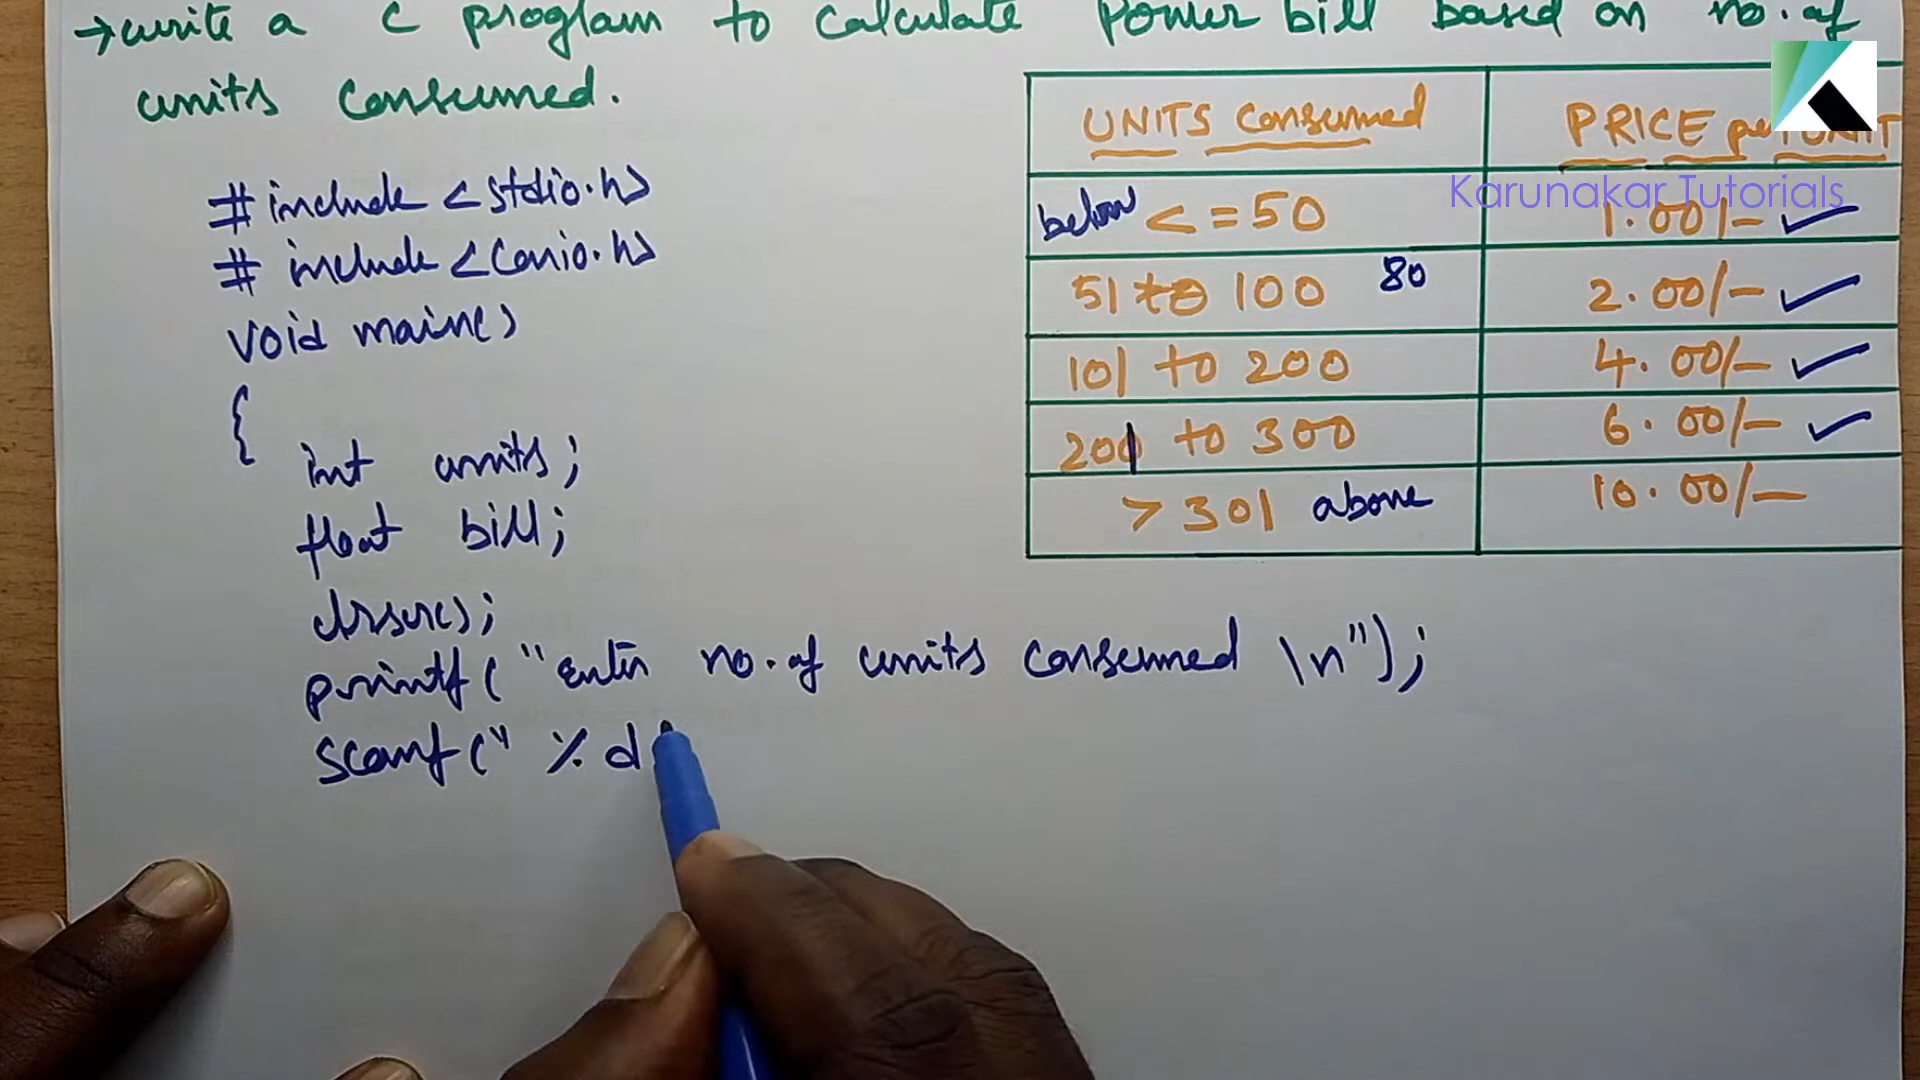 →write a c program to calculate Power bill based on no.of
units consumed.
UNITS Consumed PRICE per UNIT
Karunakar Tutorials
below <=50 1.00/-
51 to 100 80 2.00/-
101 to 200 4.00/-
201 to 300 6.00/-
>301 above 10.00/-
#include <stdio.h>
#include <conio.h>
void main()
{
int units;
float bill;
clrscr();
printf("Enter no.of units consumed \n");
scanf(" %d